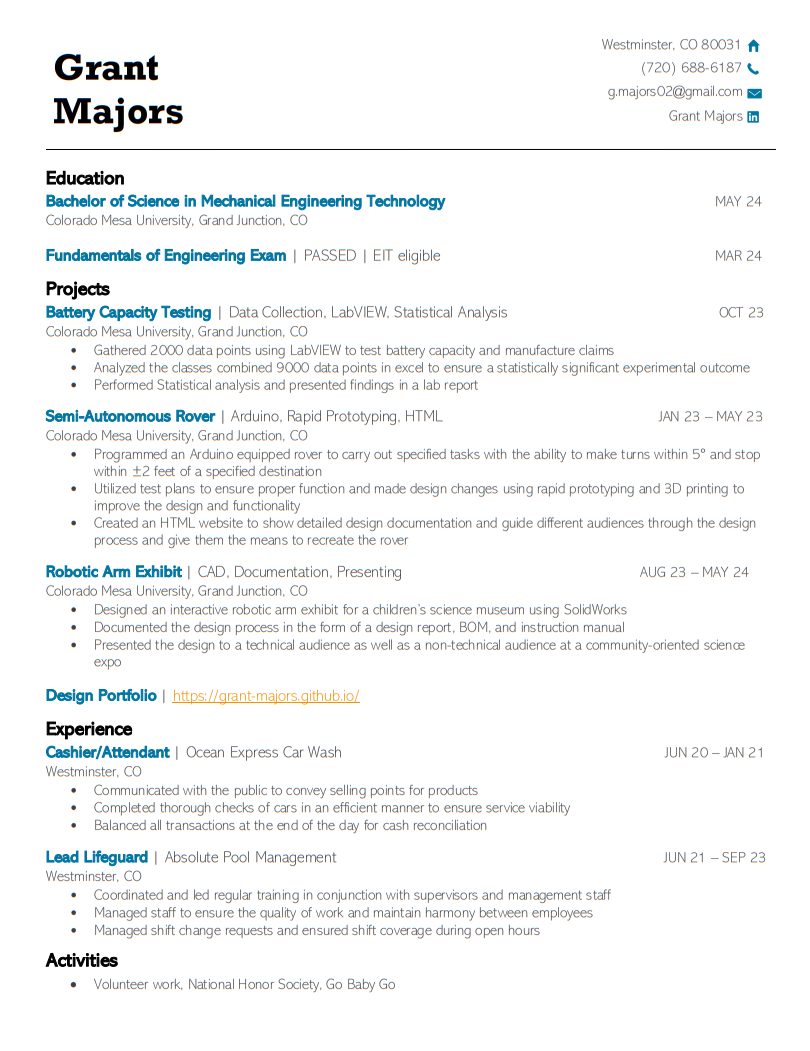 Grant
Majors
Westminster, CO 80031
(720) 688-6187
g.majors02@gmail.com
Grant Majors
Education
Bachelor of Science in Mechanical Engineering Technology MAY 24
Colorado Mesa University, Grand Junction, CO
Fundamentals of Engineering Exam | PASSED | EIT eligible MAR 24
Projects
Battery Capacity Testing | Data Collection, LabVIEW, Statistical Analysis OCT 23
Colorado Mesa University, Grand Junction, CO
• Gathered 2000 data points using LabVIEW to test battery capacity and manufacture claims
• Analyzed the classes combined 9000 data points in excel to ensure a statistically significant experimental outcome
• Performed Statistical analysis and presented findings in a lab report
Semi-Autonomous Rover | Arduino, Rapid Prototyping, HTML JAN 23 – MAY 23
Colorado Mesa University, Grand Junction, CO
• Programmed an Arduino equipped rover to carry out specified tasks with the ability to make turns within 5° and stop
within ±2 feet of a specified destination
• Utilized test plans to ensure proper function and made design changes using rapid prototyping and 3D printing to
improve the design and functionality
• Created an HTML website to show detailed design documentation and guide different audiences through the design
process and give them the means to recreate the rover
Robotic Arm Exhibit | CAD, Documentation, Presenting AUG 23 – MAY 24
Colorado Mesa University, Grand Junction, CO
• Designed an interactive robotic arm exhibit for a children's science museum using SolidWorks
• Documented the design process in the form of a design report, BOM, and instruction manual
• Presented the design to a technical audience as well as a non-technical audience at a community-oriented science
expo
Design Portfolio | https://grant-majors.github.io/
Experience
Cashier/Attendant | Ocean Express Car Wash JUN 20 – JAN 21
Westminster, CO
• Communicated with the public to convey selling points for products
• Completed thorough checks of cars in an efficient manner to ensure service viability
• Balanced all transactions at the end of the day for cash reconciliation
Lead Lifeguard | Absolute Pool Management JUN 21 – SEP 23
Westminster, CO
• Coordinated and led regular training in conjunction with supervisors and management staff
• Managed staff to ensure the quality of work and maintain harmony between employees
• Managed shift change requests and ensured shift coverage during open hours
Activities
• Volunteer work, National Honor Society, Go Baby Go